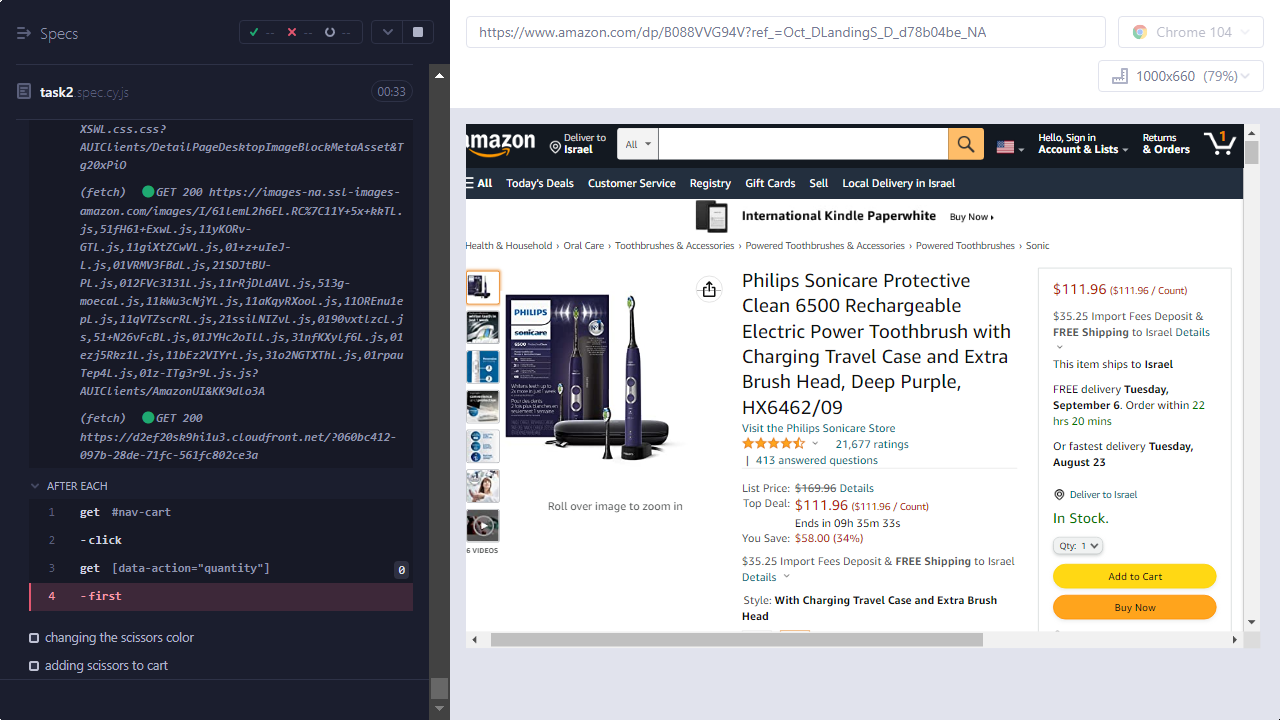 Specs
-- -- --
task2.spec.cy.js
00:33
XSWL.css.css?
AUIClients/DetailPageDesktopImageBlockMetaAsset&T
g20xPiO
(fetch) GET 200 https://images-na.ssl-images-
amazon.com/images/I/61lemL2h6EL.RC%7C11Y+5x+kkTL.
js,51fH61+ExwL.js,11yKORv-
GTL.js,11giXtZCwVL.js,01+z+uIeJ-
L.js,01VRMV3FBdL.js,21SDJtBU-
PL.js,012FVc3131L.js,11rRjDLdAVL.js,513g-
moecaL.js,11kWu3cNjYL.js,11aKqyRXooL.js,11OREnu1e
pL.js,11qVTZscrRL.js,21ssiLNIZvL.js,0190vxtlzcL.j
s,51+N26vFcBL.js,01JYHc2oIlL.js,31nfKXylf6L.js,01
ezj5Rkz1L.js,11bEz2VIYrL.js,31o2NGTXThL.js,01rpau
Tep4L.js,01z-ITg3r9L.js.js?
AUIClients/AmazonUI&KK9dlo3A
(fetch) GET 200
https://d2ef20sk9hi1u3.cloudfront.net/?060bc412-
097b-28de-71fc-561fc802ce3a
AFTER EACH
1 get #nav-cart
2 -click
3 get [data-action="quantity"] 0
4 -first
changing the scissors color
adding scissors to cart
https://www.amazon.com/dp/B088VVG94V?ref_=Oct_DLandingS_D_d78b04be_NA
Chrome 104
1000x660 (79%)
amazon
Deliver to
Israel
All
Hello, Sign in
Account & Lists
Returns
& Orders
1
All Today's Deals Customer Service Registry Gift Cards Sell Local Delivery in Israel
International Kindle Paperwhite Buy Now
Health & Household › Oral Care › Toothbrushes & Accessories › Powered Toothbrushes & Accessories › Powered Toothbrushes › Sonic
PHILIPS
sonicare
6500
6 VIDEOS
Roll over image to zoom in
Philips Sonicare Protective
Clean 6500 Rechargeable
Electric Power Toothbrush with
Charging Travel Case and Extra
Brush Head, Deep Purple,
HX6462/09
Visit the Philips Sonicare Store
21,677 ratings
| 413 answered questions
List Price: $169.96 Details
Top Deal: $111.96 ($111.96 / Count)
Ends in 09h 35m 33s
You Save: $58.00 (34%)
$35.25 Import Fees Deposit & FREE Shipping to Israel
Details
Style: With Charging Travel Case and Extra Brush
Head
$111.96 ($111.96 / Count)
$35.25 Import Fees Deposit &
FREE Shipping to Israel Details
This item ships to Israel
FREE delivery Tuesday,
September 6. Order within 22
hrs 20 mins
Or fastest delivery Tuesday,
August 23
Deliver to Israel
In Stock.
Qty: 1
Add to Cart
Buy Now